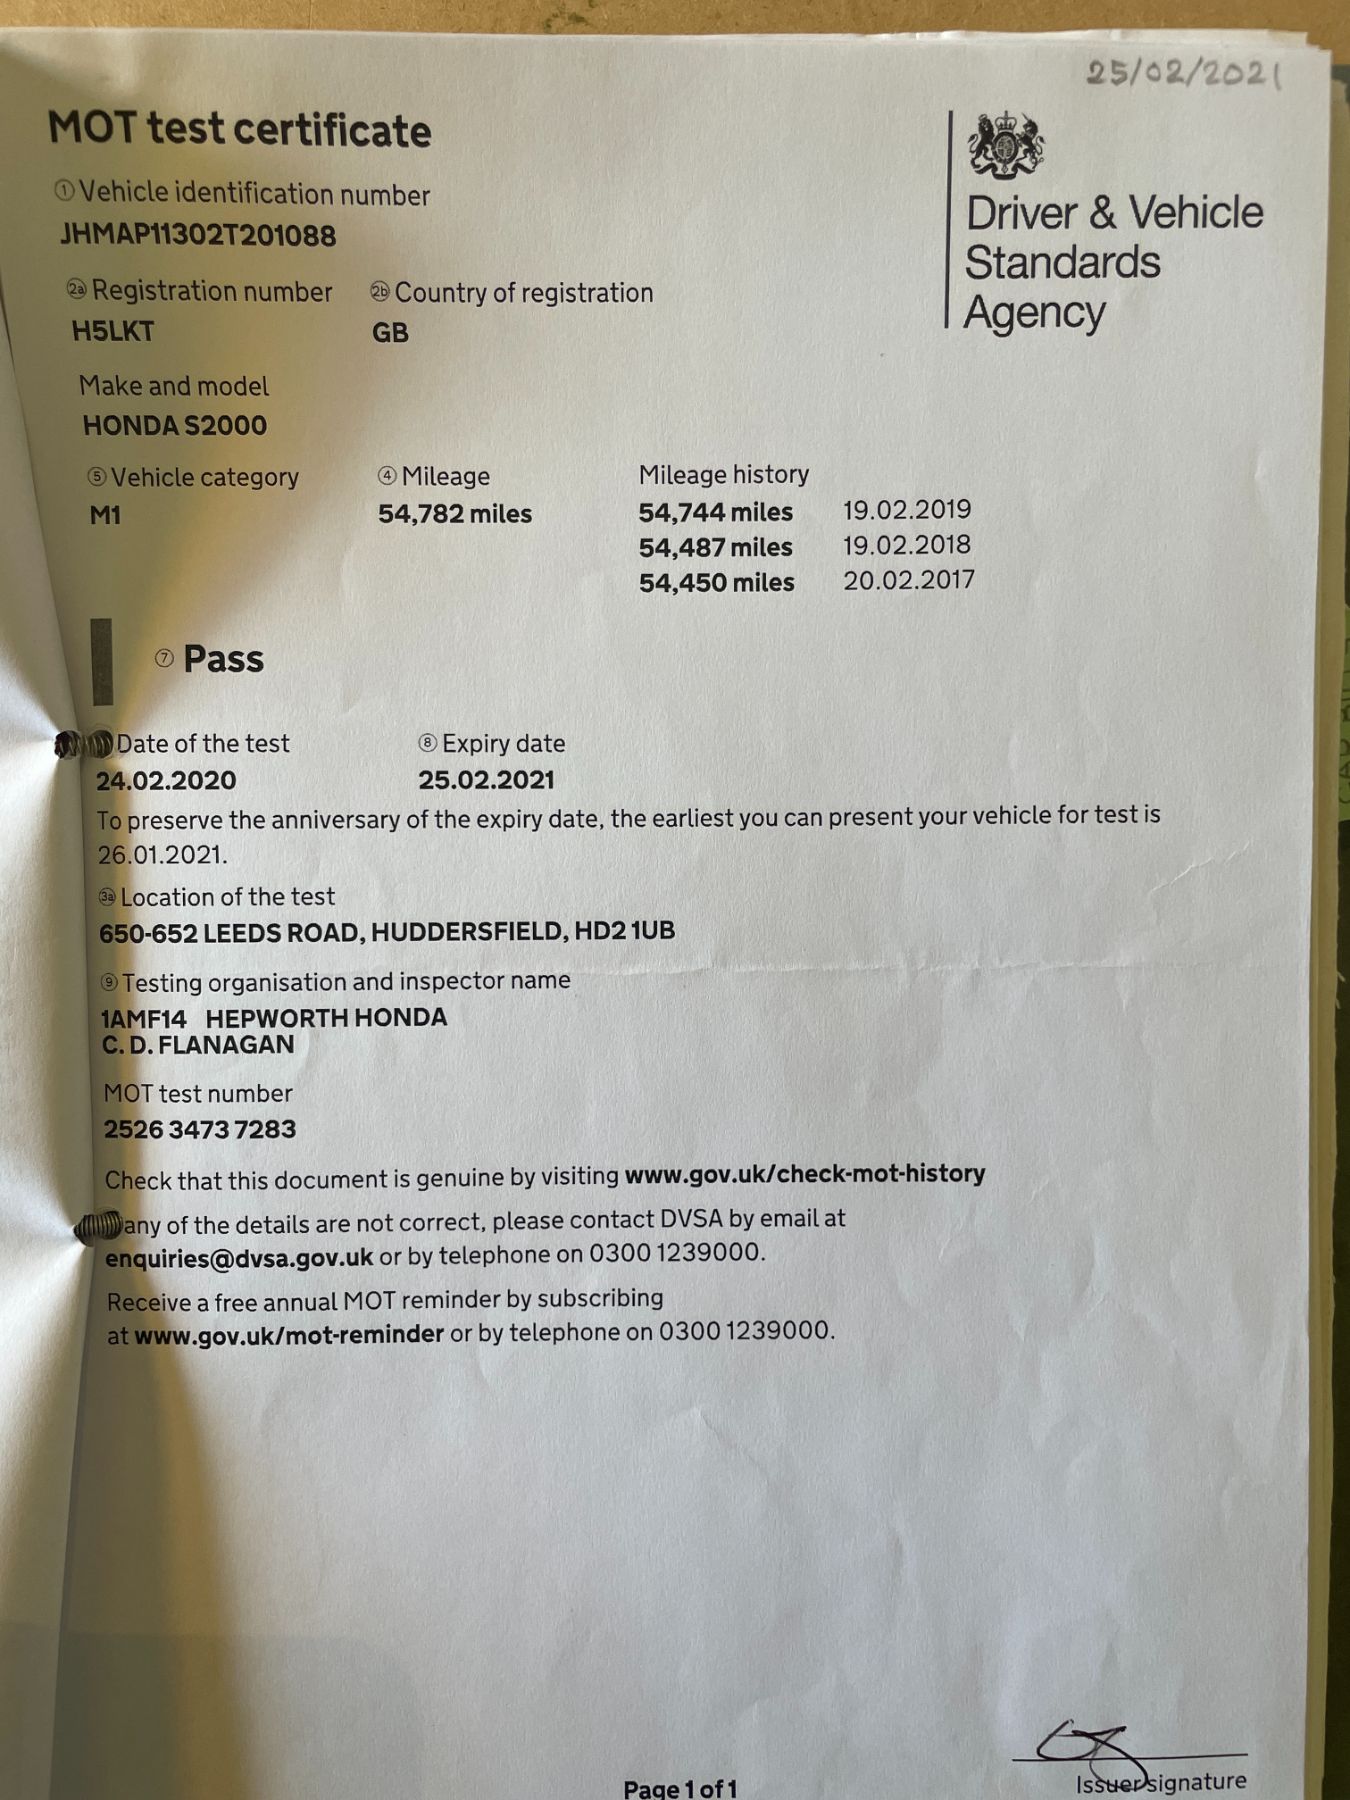 25/02/2021
MOT test certificate
Driver & Vehicle
Standards
Agency
① Vehicle identification number
JHMAP11302T201088
2a Registration number 2b Country of registration
H5LKT GB
Make and model
HONDA S2000
⑤ Vehicle category ④ Mileage Mileage history
M1 54,782 miles 54,744 miles 19.02.2019
54,487 miles 19.02.2018
54,450 miles 20.02.2017
⑦ Pass
Date of the test ⑧ Expiry date
24.02.2020 25.02.2021
To preserve the anniversary of the expiry date, the earliest you can present your vehicle for test is
26.01.2021.
3a Location of the test
650-652 LEEDS ROAD, HUDDERSFIELD, HD2 1UB
⑨ Testing organisation and inspector name
1AMF14 HEPWORTH HONDA
C. D. FLANAGAN
MOT test number
2526 3473 7283
Check that this document is genuine by visiting www.gov.uk/check-mot-history
any of the details are not correct, please contact DVSA by email at
enquiries@dvsa.gov.uk or by telephone on 0300 1239000.
Receive a free annual MOT reminder by subscribing
at www.gov.uk/mot-reminder or by telephone on 0300 1239000.
Issuer signature
Page 1 of 1